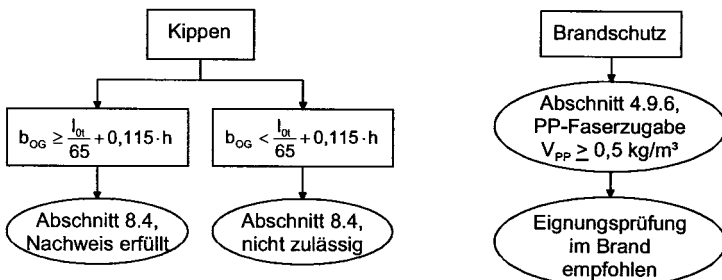 Kippen
b_OG ≥ l_0t/65 + 0,115·h
b_OG < l_0t/65 + 0,115·h
Abschnitt 8.4,
Nachweis erfüllt
Abschnitt 8.4,
nicht zulässig
Brandschutz
Abschnitt 4.9.6,
PP-Faserzugabe
V_PP ≥ 0,5 kg/m³
Eignungsprüfung
im Brand
empfohlen